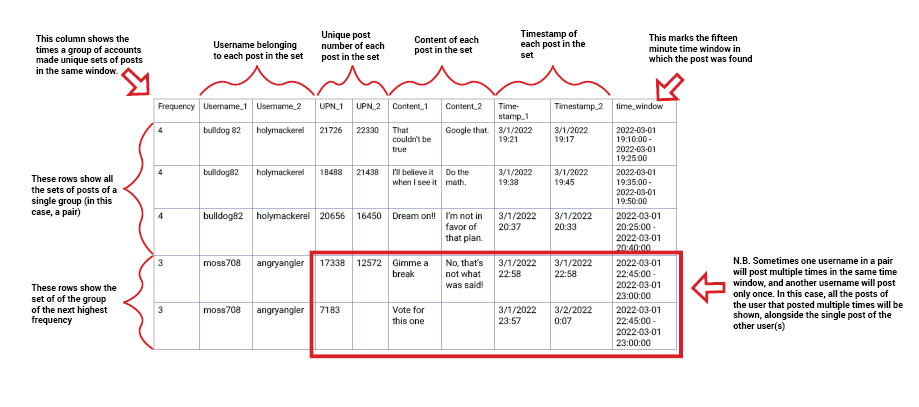 This column shows the
times a group of accounts
made unique sets of posts
in the same window.
Username belonging
to each post in the set
Unique post
number of each
post in the set
Content of each
post in the set
Timestamp of
each post in the
set
This marks the fifteen
minute time window in
which the post was found
Frequency Username_1 Username_2 UPN_1 UPN_2 Content_1 Content_2 Time-
stamp_1 Timestamp_2 time_window
4 bulldog 82 holymackerel 21726 22330 That
couldn't be
true Google that. 3/1/2022
19:21 3/1/2022
19:17 2022-03-01
19:10:00 -
2022-03-01
19:25:00
4 bulldog82 holymackerel 18488 21438 I'll believe it
when I see it Do the
math. 3/1/2022
19:38 3/1/2022
19:45 2022-03-01
19:35:00 -
2022-03-01
19:50:00
4 bulldog82 holymackerel 20656 16450 Dream on!! I'm not in
favor of
that plan. 3/1/2022
20:37 3/1/2022
20:33 2022-03-01
20:25:00 -
2022-03-01
20:40:00
3 moss708 angryangler 17338 12572 Gimme a
break No, that's
not what
was said! 3/1/2022
22:58 3/1/2022
22:58 2022-03-01
22:45:00 -
2022-03-01
23:00:00
3 moss708 angryangler 7183 Vote for
this one 3/1/2022
23:57 3/2/2022
0:07 2022-03-01
22:45:00 -
2022-03-01
23:00:00
These rows show all
the sets of posts of a
single group (in this
case, a pair)
These rows show the
set of of the group
of the next highest
frequency
N.B. Sometimes one username in a pair
will post multiple times in the same time
window, and another username will post
only once. In this case, all the posts of
the user that posted multiple times will be
shown, alongside the single post of the
other user(s)